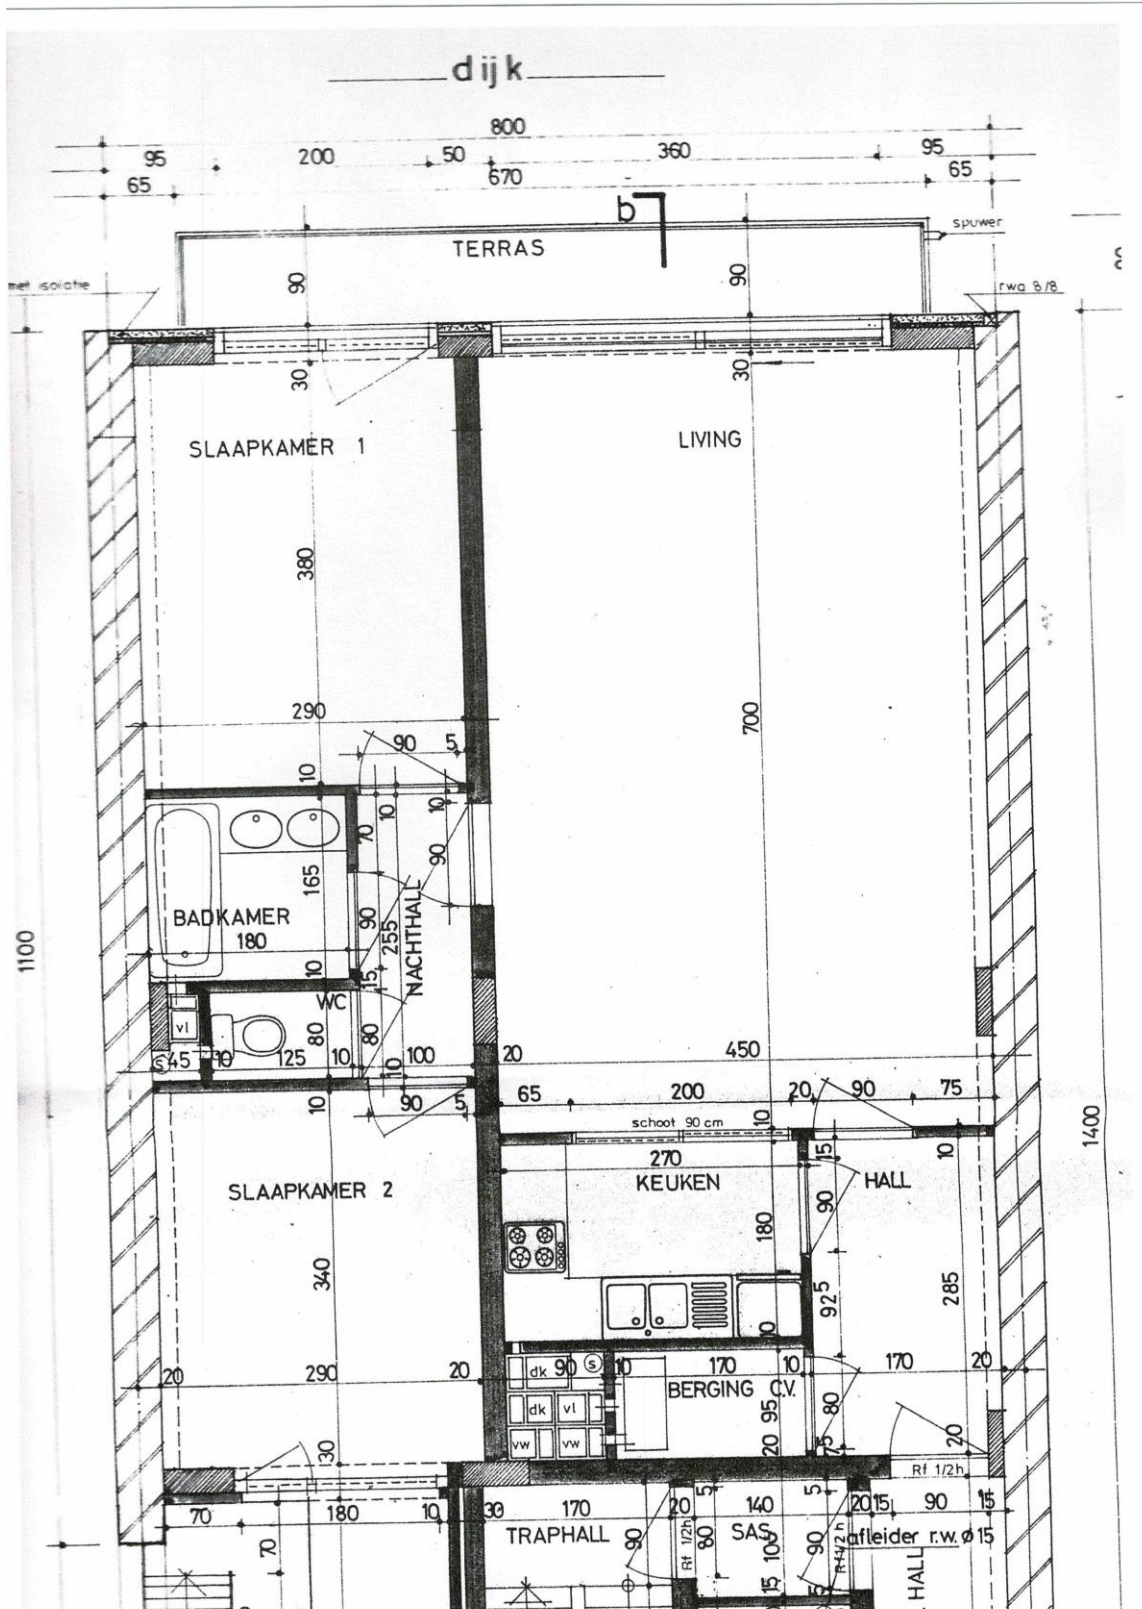 dijk
800
95 200 50 360 95
65 670 65
b
spuwer
TERRAS
met isolatie
90 90
rwa 8/8
30 30
SLAAPKAMER 1
LIVING
380
700
290
90 5
10
10 10
70
90
165
BADKAMER
180
90
255
NACHTHALL
1100
10
15
WC
vl
80 80
S 45 10 125 10 100 20 450
10
10 90 5
65 200 20 90 75
schoot 90 cm
10
1400
270
KEUKEN
15
HALL
10
SLAAPKAMER 2
90
180
340
925
285
10
20 290 20
dk 90 S 10 170 10 170 20
BERGING C.V.
dk vl
95
80
vw vw
20
75
20
30
Rf 1/2h
70 180 10 30 170 20 5 140 5 20 15 90 15
TRAPHALL
SAS
afleider r.w. ø 15
70
90
Rf 1/2h
80
100
90
Rf 1/2 h
HALL
15
5